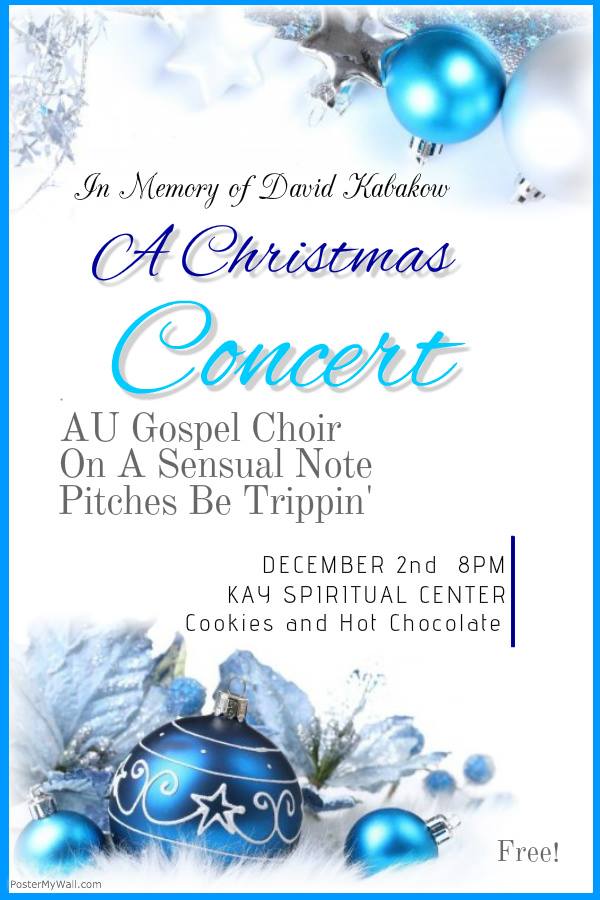 In Memory of David Kabakow
A Christmas
Concert
AU Gospel Choir
On A Sensual Note
Pitches Be Trippin'
DECEMBER 2nd 8PM
KAY SPIRITUAL CENTER
Cookies and Hot Chocolate
Free!
PosterMyWall.com